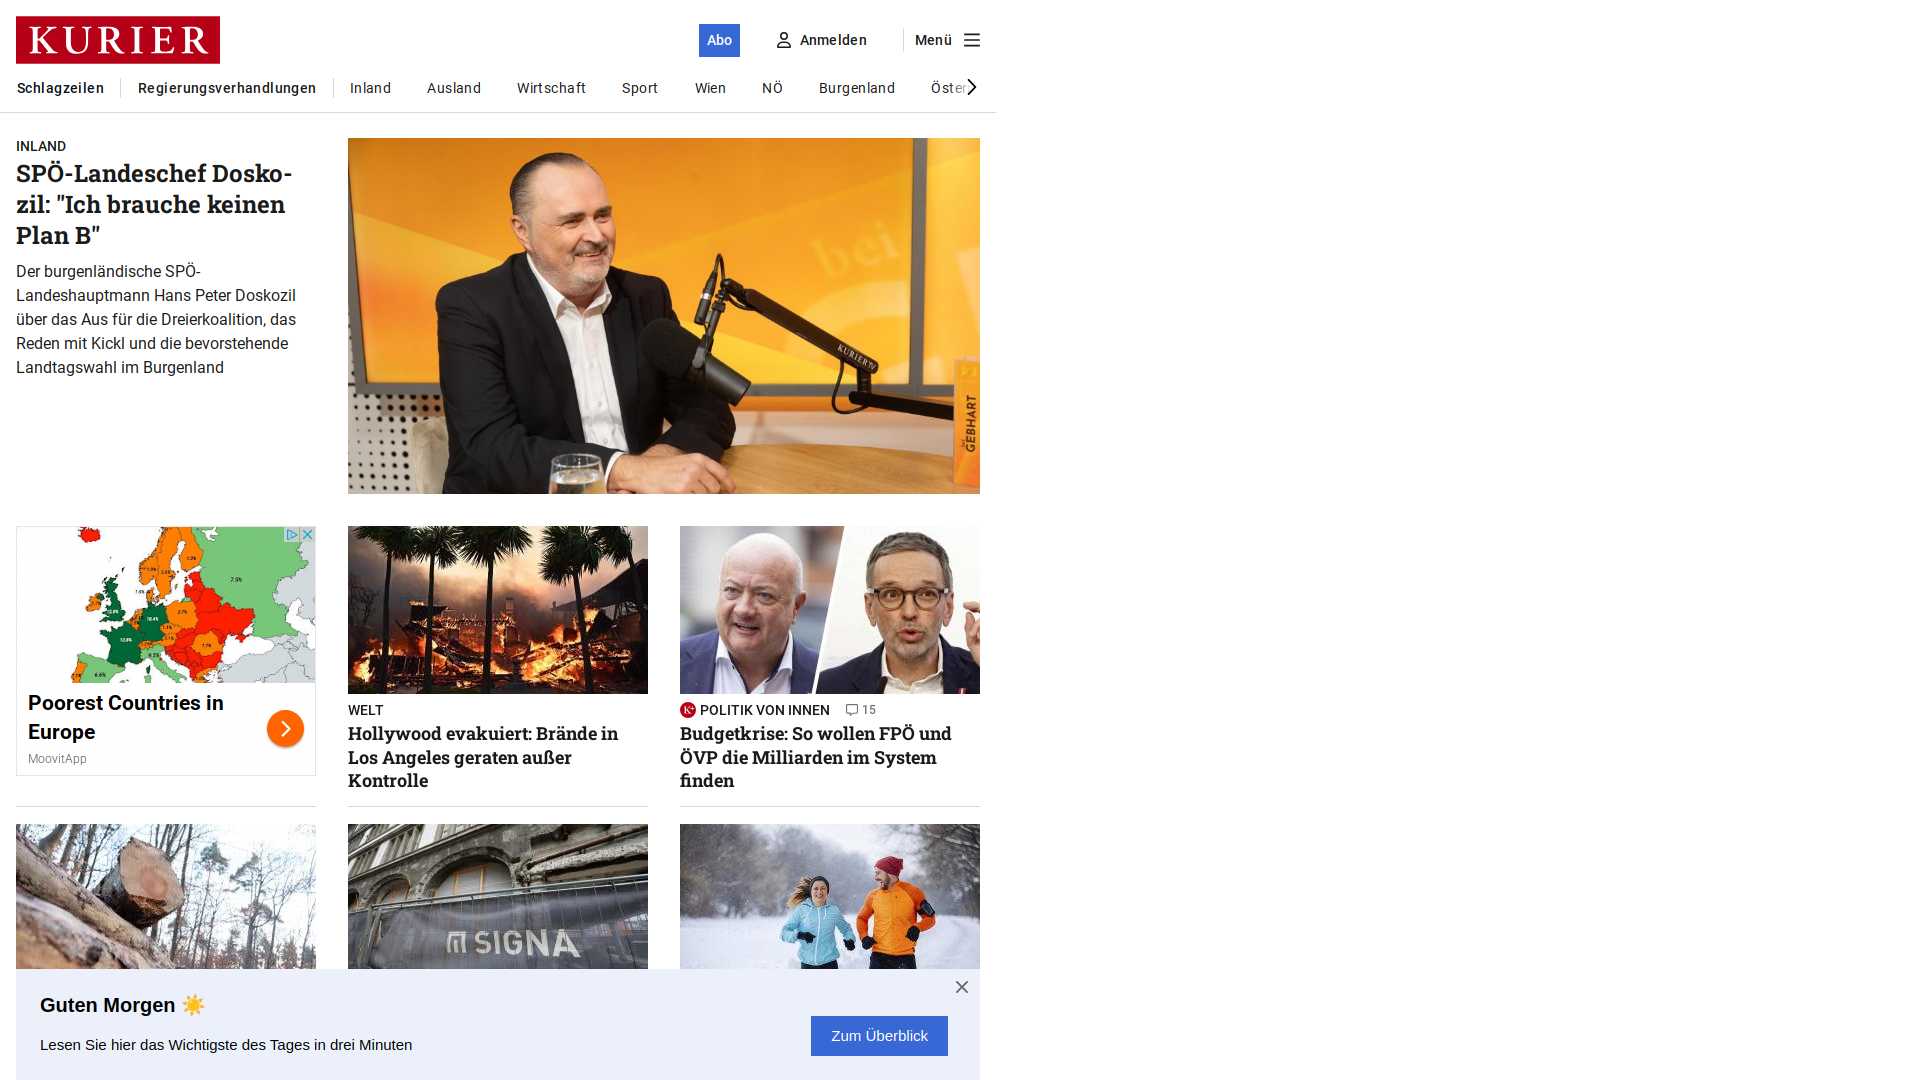 KURIER
Abo
Anmelden
Menü
Schlagzeilen
Regierungsverhandlungen
Inland
Ausland
Wirtschaft
Sport
Wien
NÖ
Burgenland
INLAND
SPÖ-Landeschef Dosko-
zil: "Ich brauche keinen
Plan B"
Der burgenländische SPÖ-
Landeshauptmann Hans Peter Doskozil
über das Aus für die Dreierkoalition, das
Reden mit Kickl und die bevorstehende
Landtagswahl im Burgenland
bei
KURIER TV
GEBHART
Poorest Countries in
Europe
MoovitApp
WELT
Hollywood evakuiert: Brände in
Los Angeles geraten außer
Kontrolle
POLITIK VON INNEN
15
Budgetkrise: So wollen FPÖ und
ÖVP die Milliarden im System
finden
SIGNA
Guten Morgen
Lesen Sie hier das Wichtigste des Tages in drei Minuten
Zum Überblick